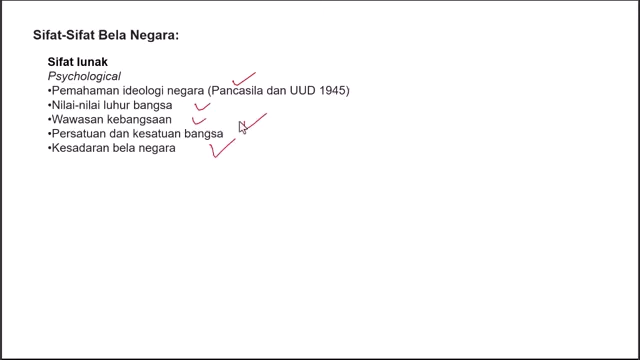 Sifat-Sifat Bela Negara:
Sifat lunak
Psychological
•Pemahaman ideologi negara (Pancasila dan UUD 1945)
•Nilai-nilai luhur bangsa
•Wawasan kebangsaan
•Persatuan dan kesatuan bangsa
•Kesadaran bela negara